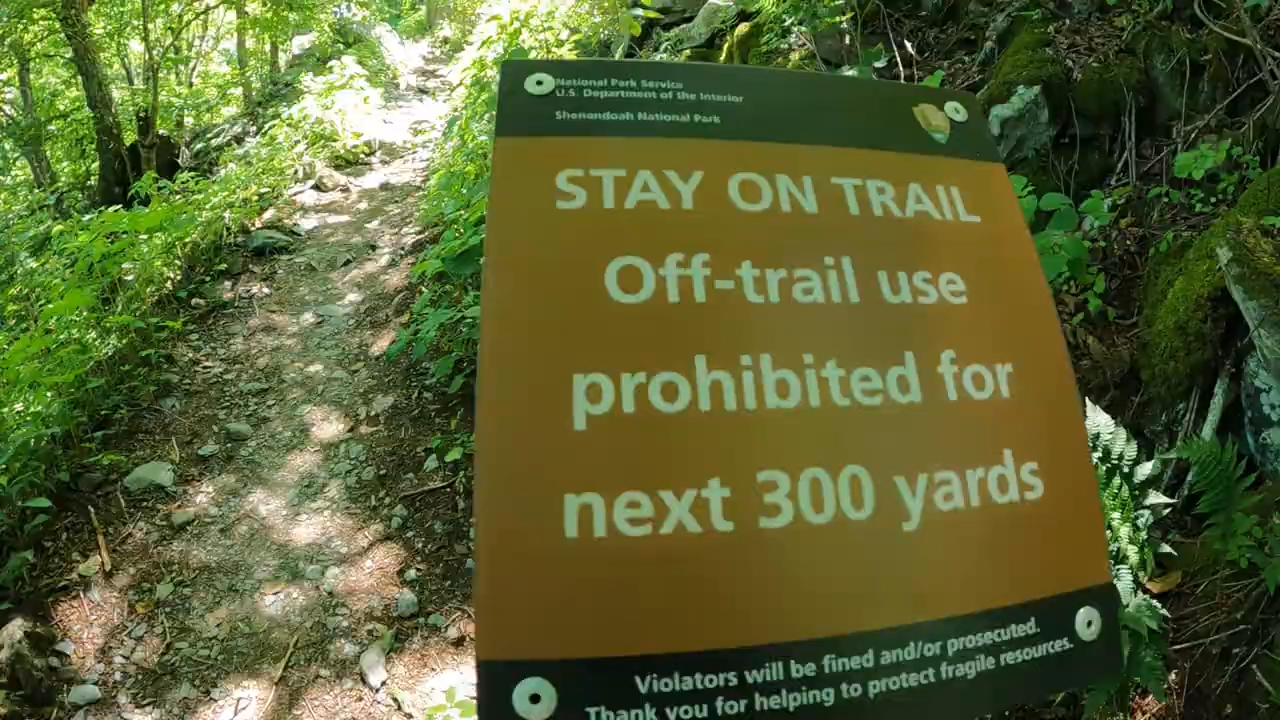 National Park Service
U.S. Department of the Interior
Shenandoah National Park
STAY ON TRAIL
Off-trail use
prohibited for
next 300 yards
Violators will be fined and/or prosecuted.
Thank you for helping to protect fragile resources.